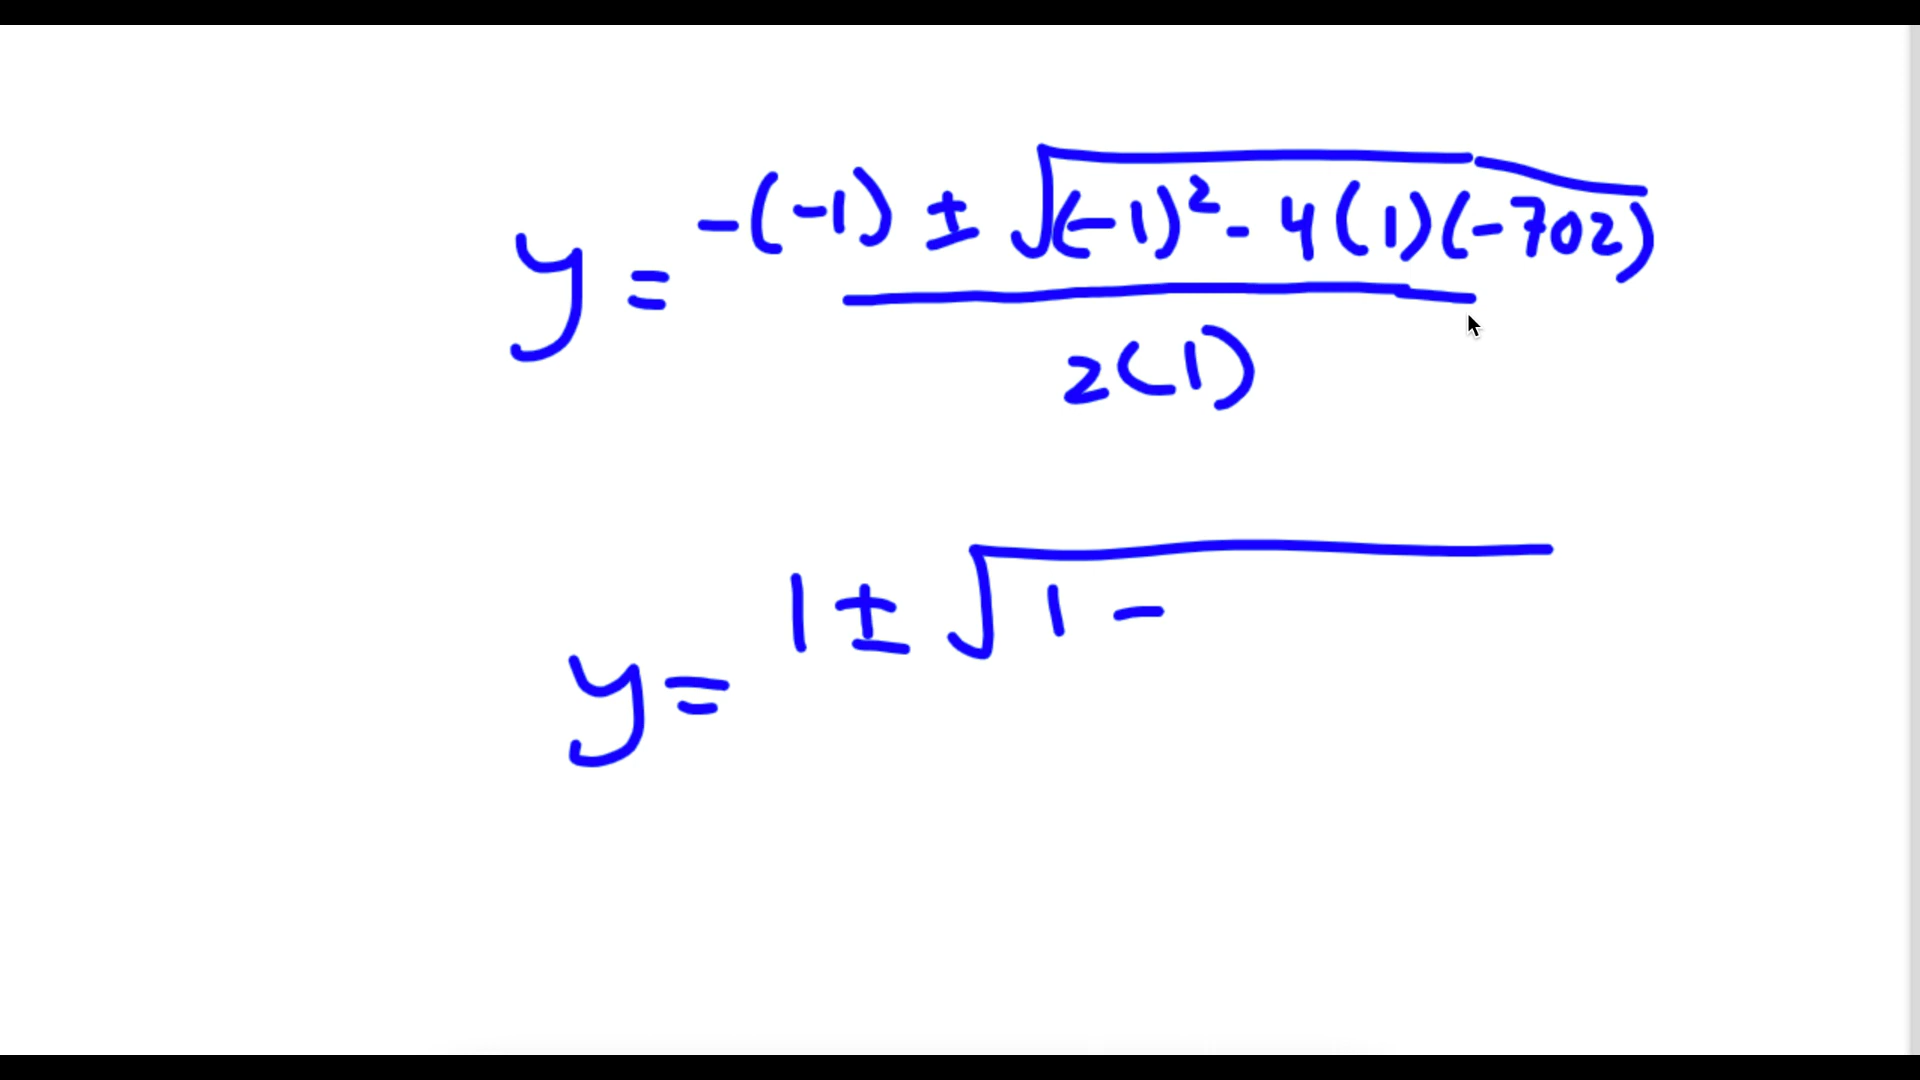 y = -(-1) ± √(-1)² - 4(1)(-702)
2(1)
y = 1 ± √1 -